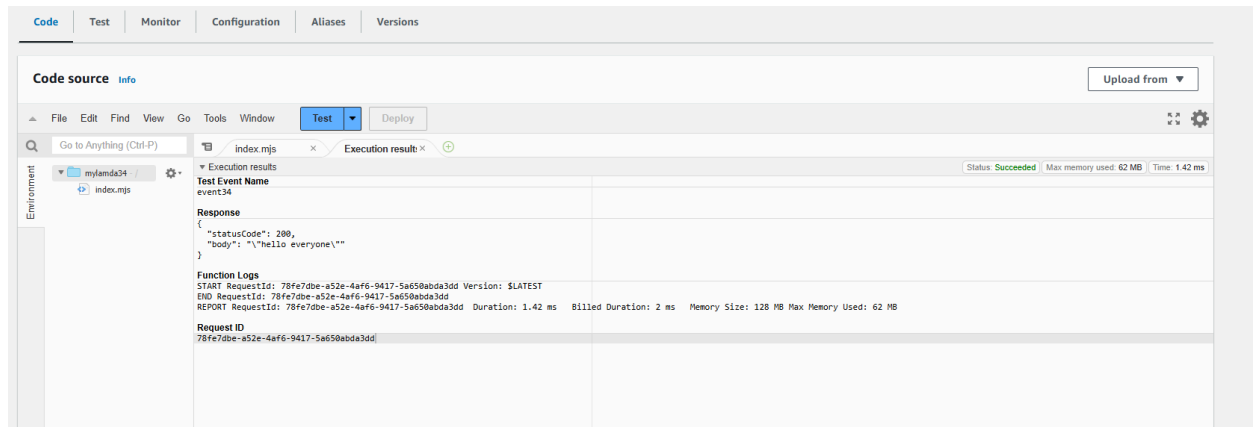 Code Test Monitor Configuration Aliases Versions
Code source Info
Upload from
File Edit Find View Go Tools Window Test Deploy
Go to Anything (Ctrl-P)
index.mjs × Execution results ×
Environment
mylamda34 - /
index.mjs
Execution results
Status: Succeeded Max memory used: 62 MB Time: 1.42 ms
Test Event Name
event34
Response
{
"statusCode": 200,
"body": "\"hello everyone\""
}
Function Logs
START RequestId: 78fe7dbe-a52e-4af6-9417-5a650abda3dd Version: $LATEST
END RequestId: 78fe7dbe-a52e-4af6-9417-5a650abda3dd
REPORT RequestId: 78fe7dbe-a52e-4af6-9417-5a650abda3dd Duration: 1.42 ms Billed Duration: 2 ms Memory Size: 128 MB Max Memory Used: 62 MB
Request ID
78fe7dbe-a52e-4af6-9417-5a650abda3dd